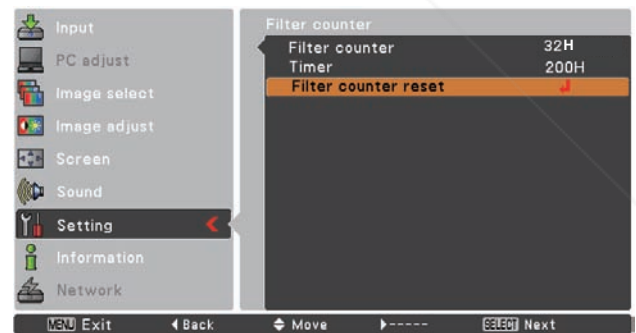 Input
PC adjust
Image select
Image adjust
Screen
Sound
Setting
Information
Network
Filter counter
Filter counter 32H
Timer 200H
Filter counter reset
MENU Exit Back Move ----- SELECT Next